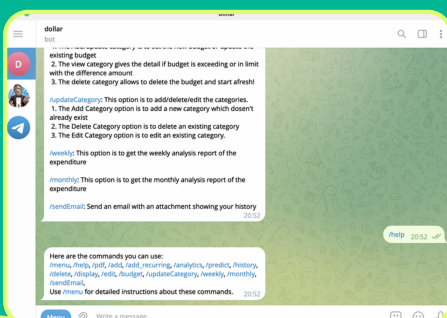 dollar
dollar
bot
existing budget
2. The view category gives the detail if budget is exceeding or in limit
with the difference amount
3. The delete category allows to delete the budget and start afresh!
/updateCategory: This option is to add/delete/edit the categories.
1. The Add Category option is to add a new category which dosen't
already exist
2. The Delete Category option is to delete an existing category
3. The Edit Category option is to edit an existing category.
/weekly: This option is to get the weekly analysis report of the
expenditure
/monthly: This option is to get the monthly analysis report of the
expenditure
/sendEmail: Send an email with an attachment showing your history
20:52
/help 20:52
Here are the commands you can use:
/menu, /help, /pdf, /add, /add_recurring, /analytics, /predict, /history,
/delete, /display, /edit, /budget, /updateCategory, /weekly, /monthly,
/sendEmail,
Use /menu for detailed instructions about these commands. 20:52
D
Menu Write a message...